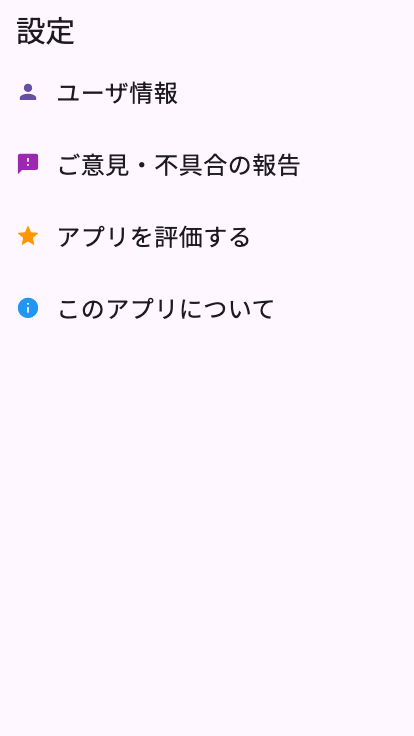 設定
ユーザ情報
ご意見・不具合の報告
アプリを評価する
このアプリについて